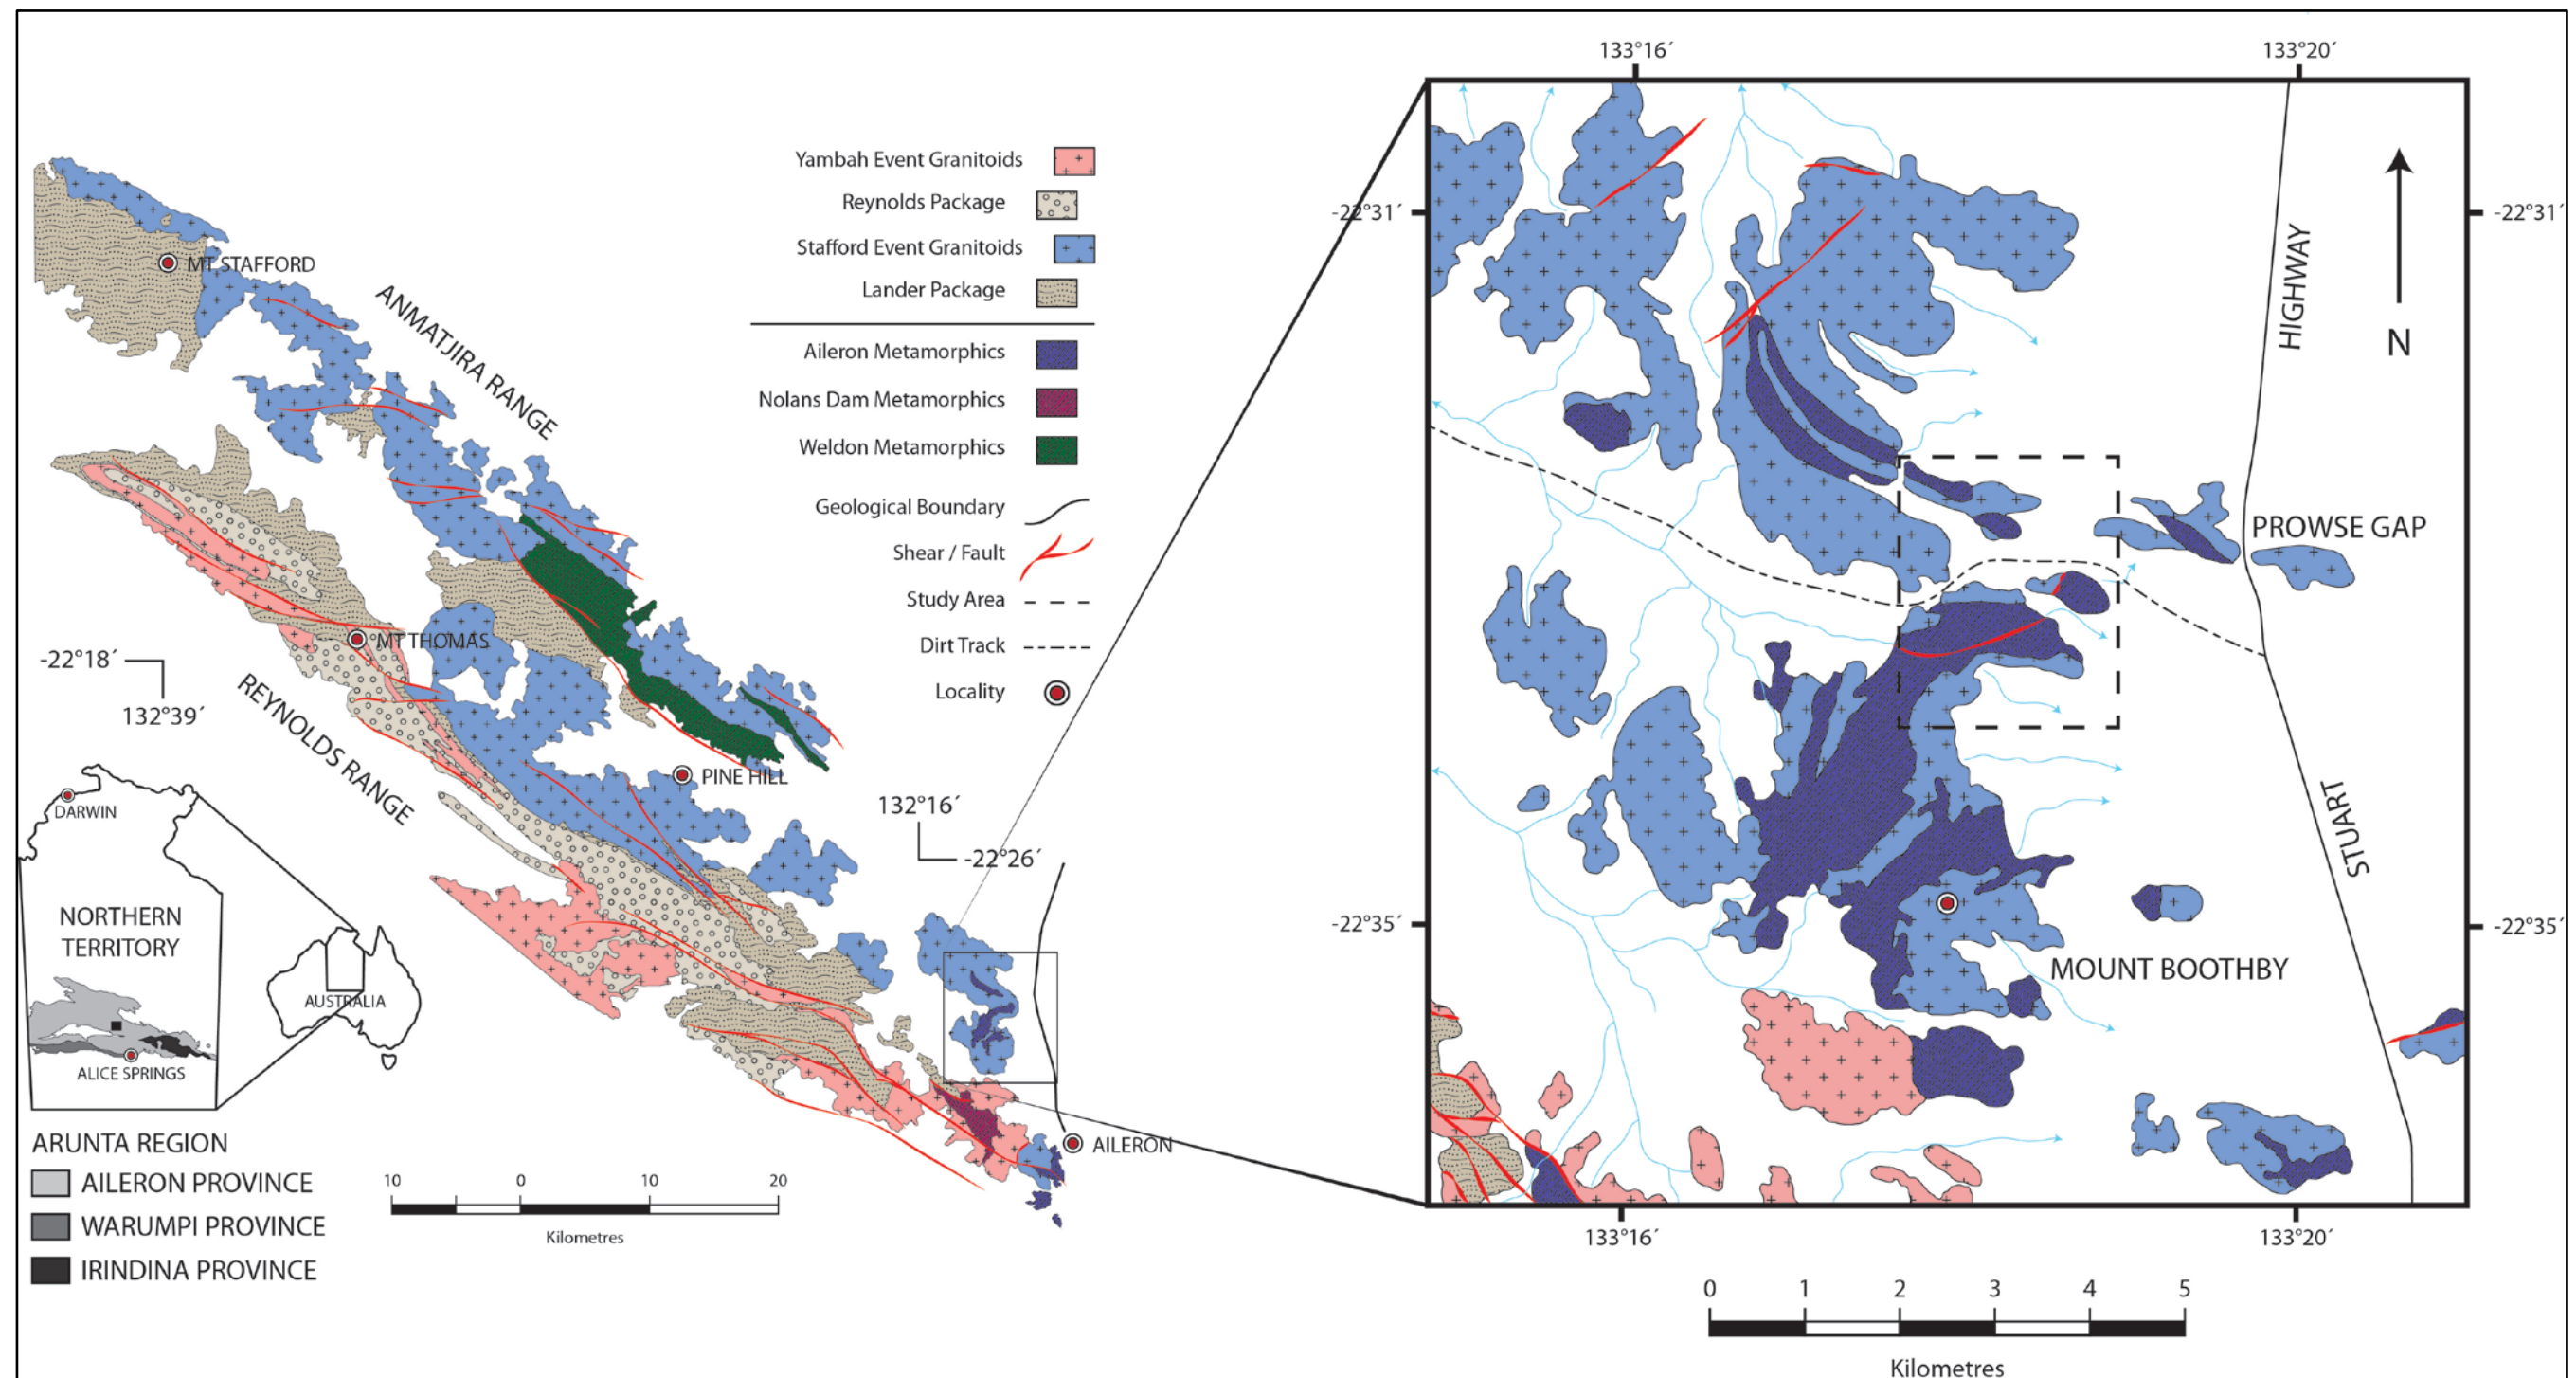 133°16´
133°20´
Yambah Event Granitoids
Reynolds Package
Stafford Event Granitoids
Lander Package
Aileron Metamorphics
Nolans Dam Metamorphics
Weldon Metamorphics
Geological Boundary
Shear / Fault
Study Area
Dirt Track
Locality
MT STAFFORD
ANMATJIRA RANGE
MT THOMAS
-22°18´
132°39´
REYNOLDS RANGE
PINE HILL
132°16´
-22°26´
DARWIN
NORTHERN
TERRITORY
AUSTRALIA
ALICE SPRINGS
AILERON
ARUNTA REGION
AILERON PROVINCE
WARUMPI PROVINCE
IRINDINA PROVINCE
10 0 10 20
Kilometres
-22°31´
-22°31´
HIGHWAY
N
PROWSE GAP
STUART
-22°35´
-22°35´
MOUNT BOOTHBY
133°16´
133°20´
0 1 2 3 4 5
Kilometres